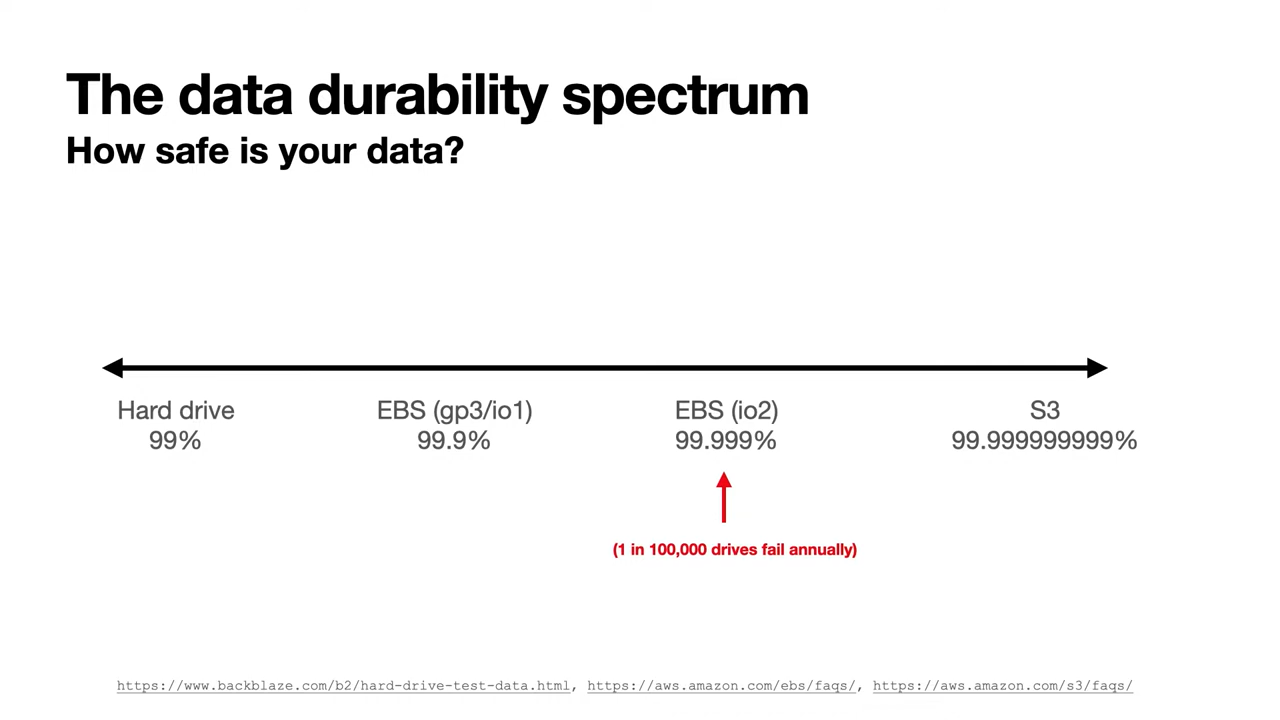 The data durability spectrum
How safe is your data?
Hard drive
99%
EBS (gp3/io1)
99.9%
EBS (io2)
99.999%
S3
99.999999999%
(1 in 100,000 drives fail annually)
https://www.backblaze.com/b2/hard-drive-test-data.html, https://aws.amazon.com/ebs/faqs/, https://aws.amazon.com/s3/faqs/